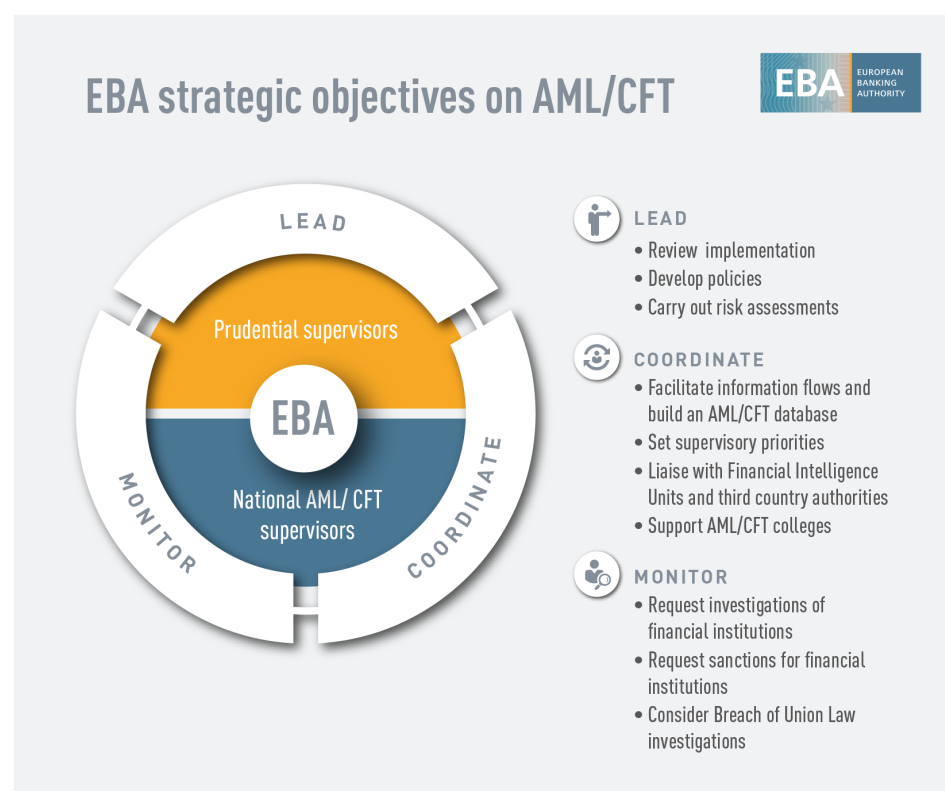 EBA strategic objectives on AML/CFT
EBA
EUROPEAN
BANKING
AUTHORITY
LEAD
Prudential supervisors
EBA
National AML/ CFT
supervisors
MONITOR
COORDINATE
LEAD
• Review implementation
• Develop policies
• Carry out risk assessments
COORDINATE
• Facilitate information flows and
build an AML/CFT database
• Set supervisory priorities
• Liaise with Financial Intelligence
Units and third country authorities
• Support AML/CFT colleges
MONITOR
• Request investigations of
financial institutions
• Request sanctions for financial
institutions
• Consider Breach of Union Law
investigations